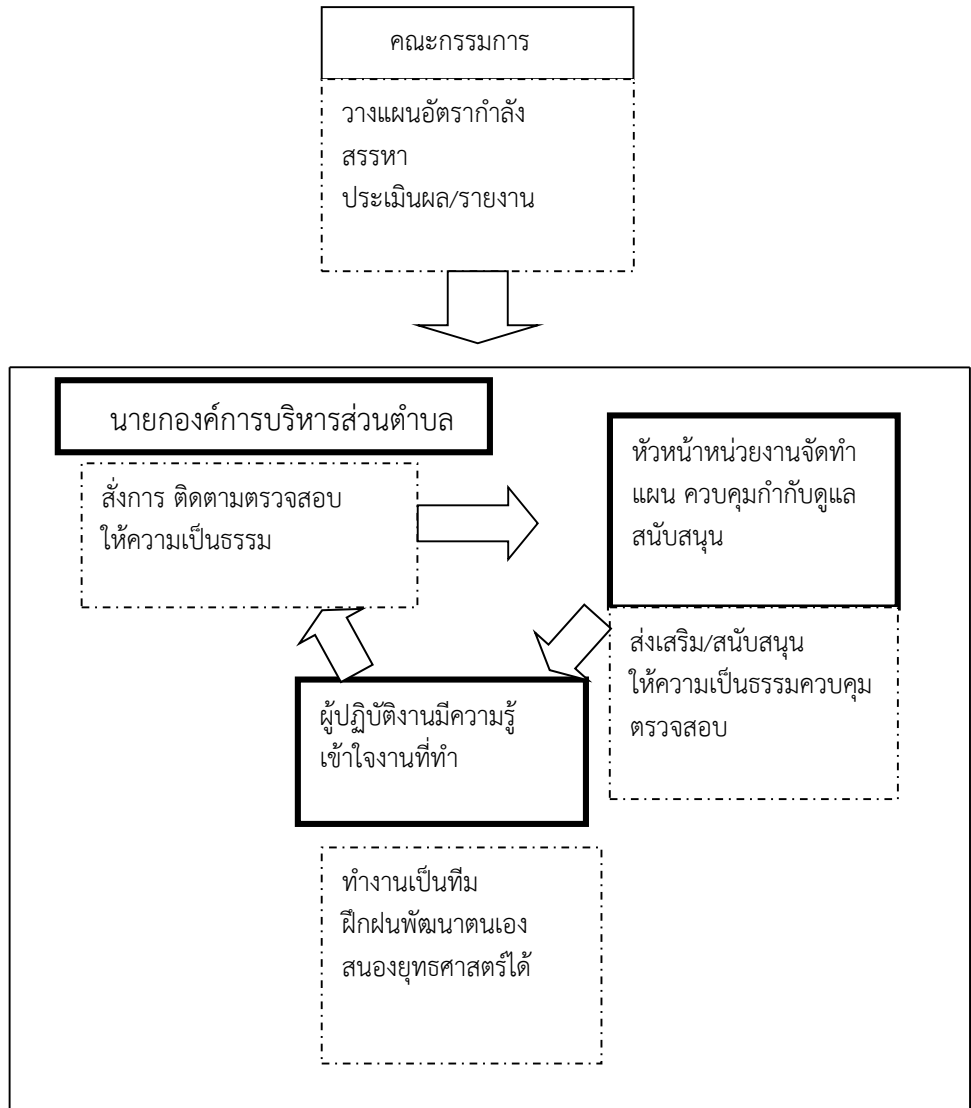 คณะกรรมการ
วางแผนอัตรากำลัง
สรรหา
ประเมินผล/รายงาน
นายกองค์การบริหารส่วนตำบล
สั่งการ ติดตามตรวจสอบ
ให้ความเป็นธรรม
หัวหน้าหน่วยงานจัดทำ
แผน ควบคุมกำกับดูแล
สนับสนุน
ส่งเสริม/สนับสนุน
ให้ความเป็นธรรมควบคุม
ตรวจสอบ
ผู้ปฏิบัติงานมีความรู้
เข้าใจงานที่ทำ
ทำงานเป็นทีม
ฝึกฝนพัฒนาตนเอง
สนองยุทธศาสตร์ได้